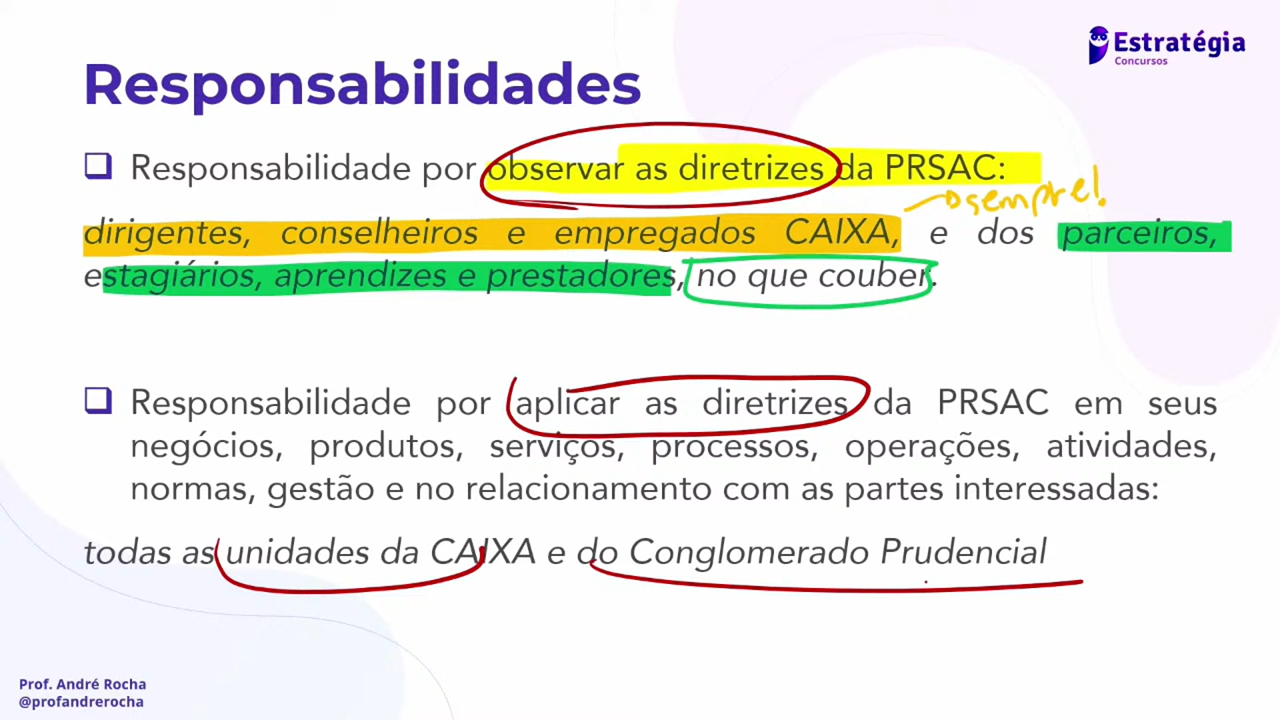 Estratégia
Concursos
Responsabilidades
❑ Responsabilidade por observar as diretrizes da PRSAC:
sempre!
dirigentes, conselheiros e empregados CAIXA, e dos parceiros,
estagiários, aprendizes e prestadores, no que couber.
❑ Responsabilidade por aplicar as diretrizes da PRSAC em seus
negócios, produtos, serviços, processos, operações, atividades,
normas, gestão e no relacionamento com as partes interessadas:
todas as unidades da CAIXA e do Conglomerado Prudencial
Prof. André Rocha
@profandrerocha